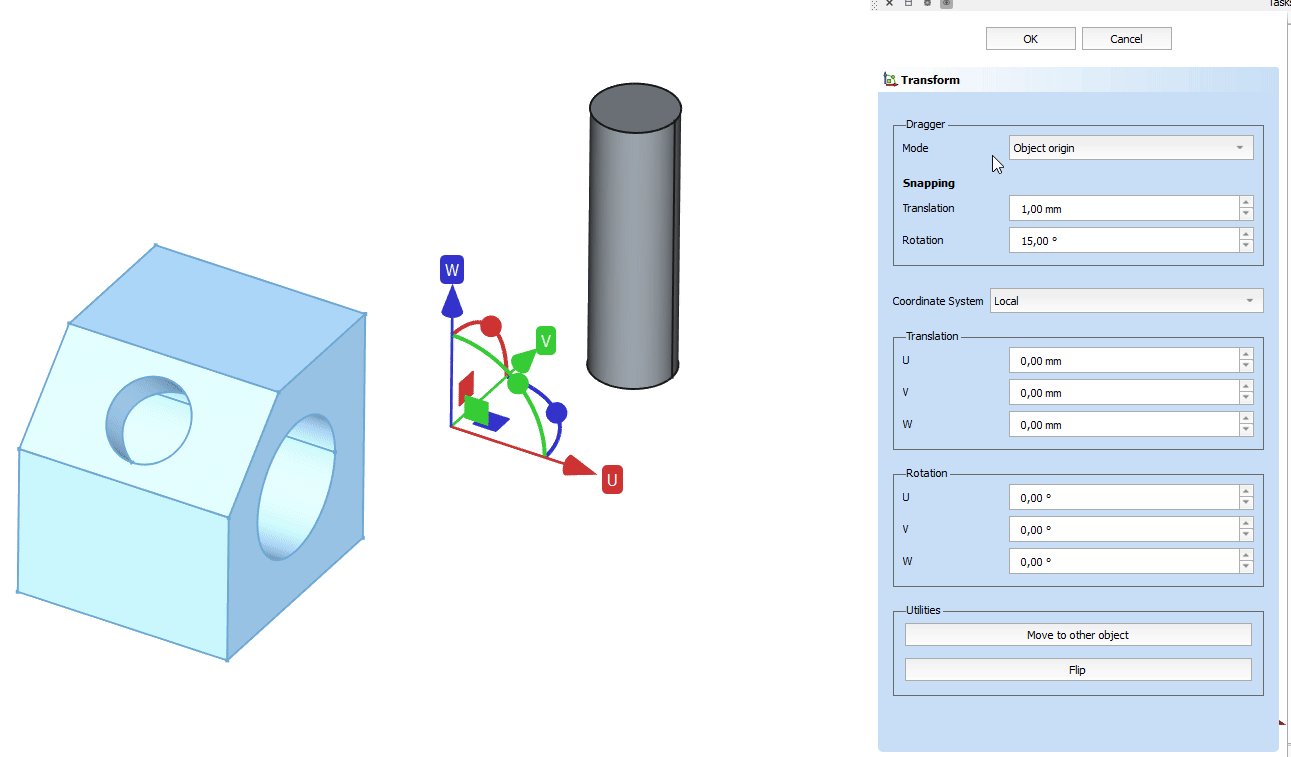 Tasks
OK
Cancel
Transform
Dragger
Mode
Object origin
Snapping
Translation
1,00 mm
Rotation
15,00 °
Coordinate System
Local
Translation
U
0,00 mm
V
0,00 mm
W
0,00 mm
Rotation
U
0,00 °
V
0,00 °
W
0,00 °
Utilities
Move to other object
Flip
W
V
U